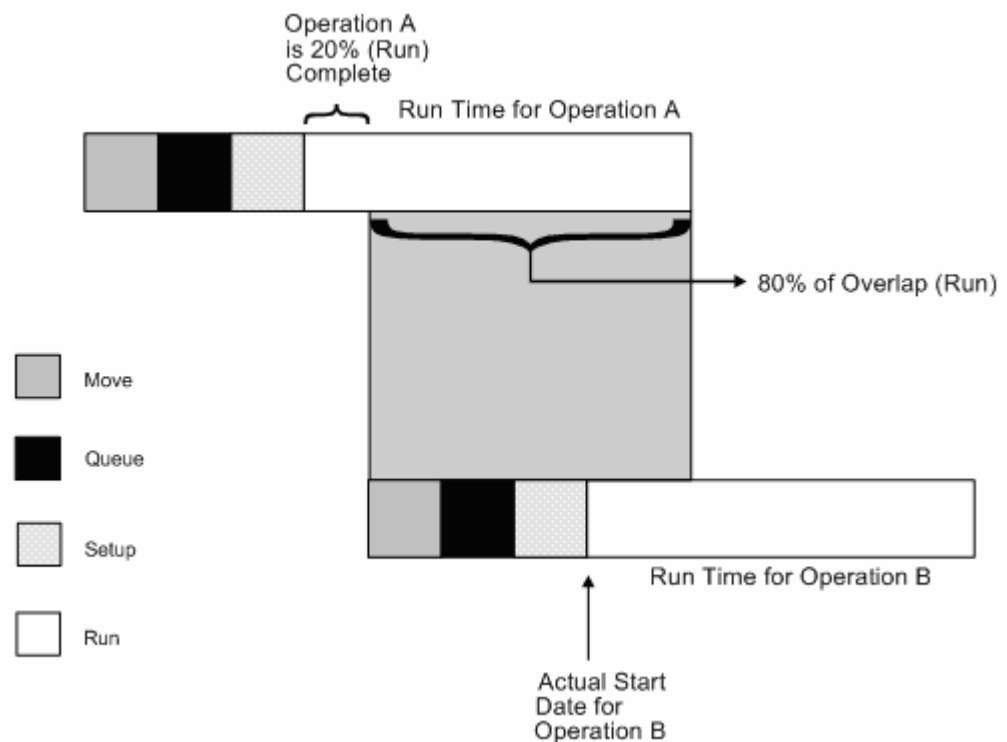 Operation A
is 20% (Run)
Complete
Run Time for Operation A
80% of Overlap (Run)
Move
Queue
Setup
Run
Run Time for Operation B
Actual Start
Date for
Operation B